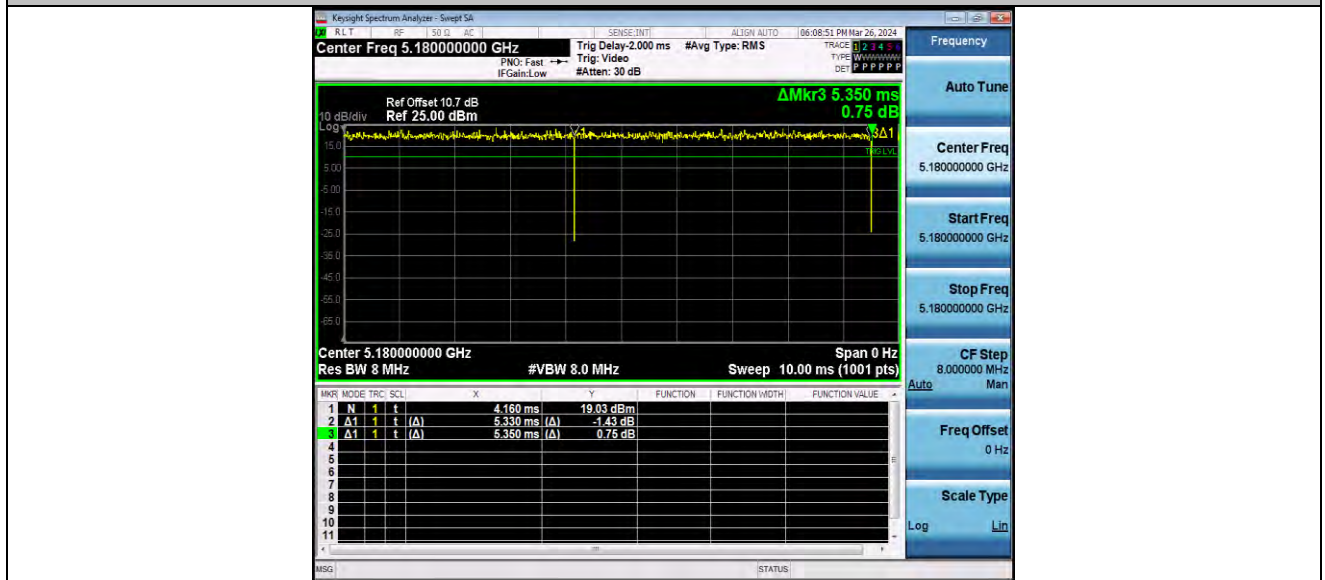 Keysight Spectrum Analyzer - Swept SA
RLT RF 50 Ω AC SENSE:INT ALIGN AUTO 06:08:51 PM Mar 26, 2024
Center Freq 5.180000000 GHz
PNO: Fast
IFGain:Low
Trig Delay-2.000 ms
Trig: Video
#Atten: 30 dB
#Avg Type: RMS
TRACE 1 2 3 4 5 6
TYPE WWWWWW
DET P P P P P P
ΔMkr3 5.350 ms
0.75 dB
Ref Offset 10.7 dB
10 dB/div Ref 25.00 dBm
Log
3Δ1
TRIG LVL
15.0
5.00
-5.00
-15.0
-25.0
-35.0
-45.0
-55.0
-65.0
Center 5.180000000 GHz Span 0 Hz
Res BW 8 MHz #VBW 8.0 MHz Sweep 10.00 ms (1001 pts)
MKR MODE TRC SCL X Y FUNCTION FUNCTION WIDTH FUNCTION VALUE
1 N 1 t 4.160 ms 19.03 dBm
2 Δ1 1 t (Δ) 5.330 ms (Δ) -1.43 dB
3 Δ1 1 t (Δ) 5.350 ms (Δ) 0.75 dB
4
5
6
7
8
9
10
11
MSG STATUS
Frequency
Auto Tune
Center Freq
5.180000000 GHz
Start Freq
5.180000000 GHz
Stop Freq
5.180000000 GHz
CF Step
8.000000 MHz
Auto Man
Freq Offset
0 Hz
Scale Type
Log Lin